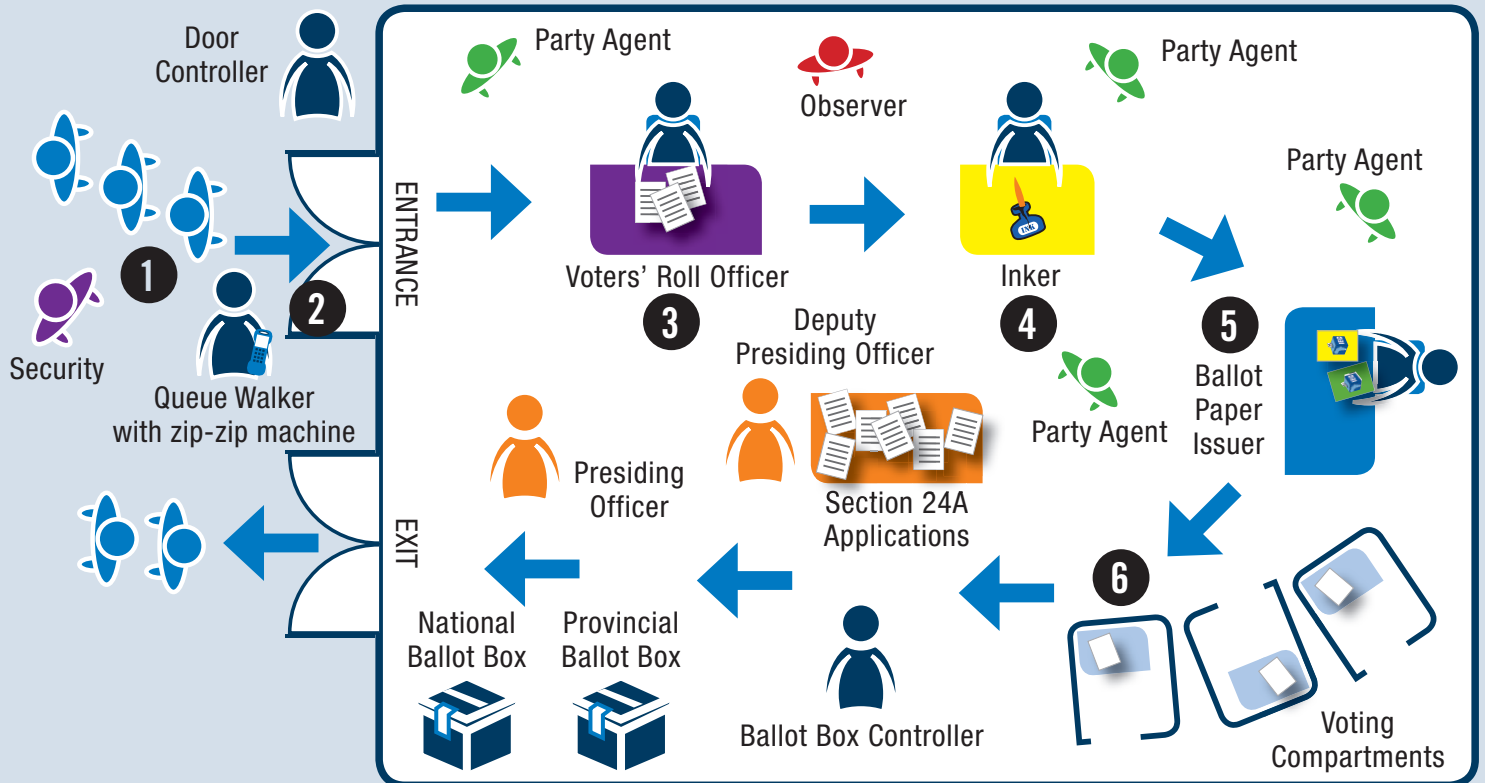 Door
Controller
Party Agent
Observer
Party Agent
Party Agent
ENTRANCE
1
2
Security
Queue Walker
with zip-zip machine
Voters’ Roll Officer
3
INK
Inker
4
5
Ballot
Paper
Issuer
Deputy
Presiding Officer
Party Agent
Presiding
Officer
Section 24A
Applications
EXIT
6
National
Ballot Box
Provincial
Ballot Box
Ballot Box Controller
Voting
Compartments